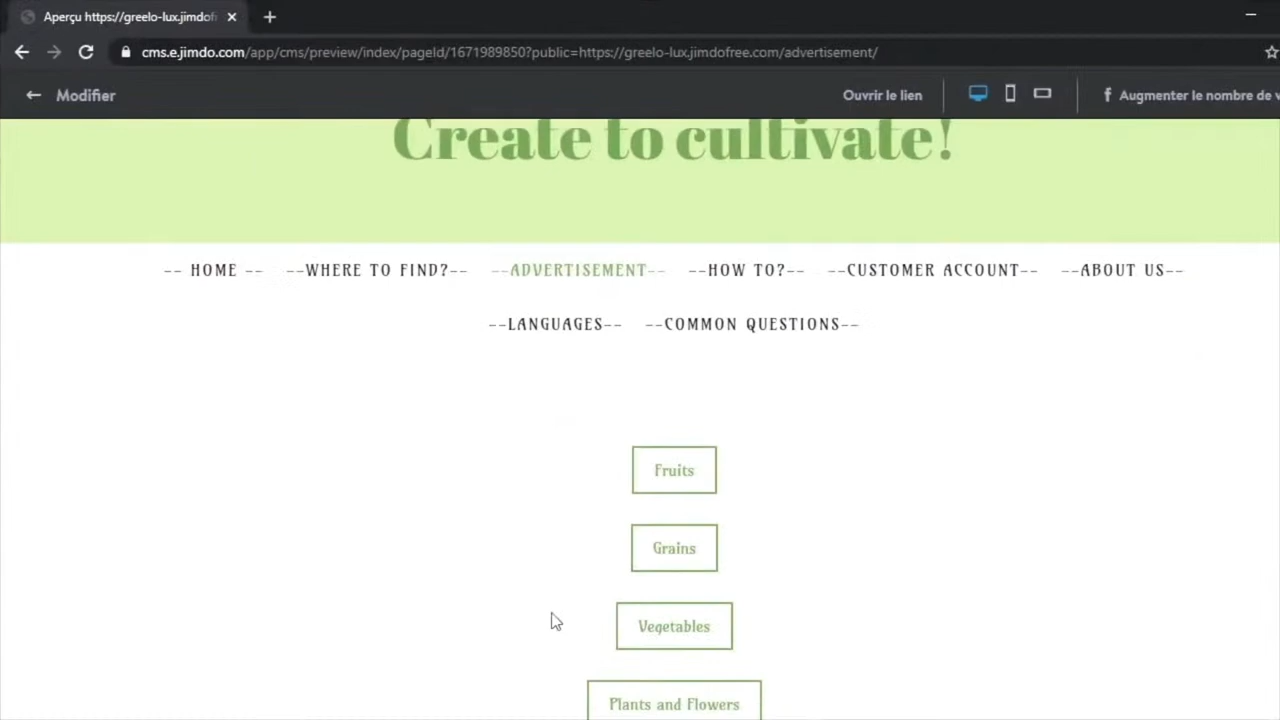 Aperçu https://greelo-lux.jimdof
cms.e.jimdo.com/app/cms/preview/index/pageId/1671989850?public=https://greelo-lux.jimdofree.com/advertisement/
Modifier
Ouvrir le lien
Augmenter le nombre de v
Create to cultivate!
-- HOME -- --WHERE TO FIND?-- --ADVERTISEMENT-- --HOW TO?-- --CUSTOMER ACCOUNT-- --ABOUT US--
--LANGUAGES-- --COMMON QUESTIONS--
Fruits
Grains
Vegetables
Plants and Flowers